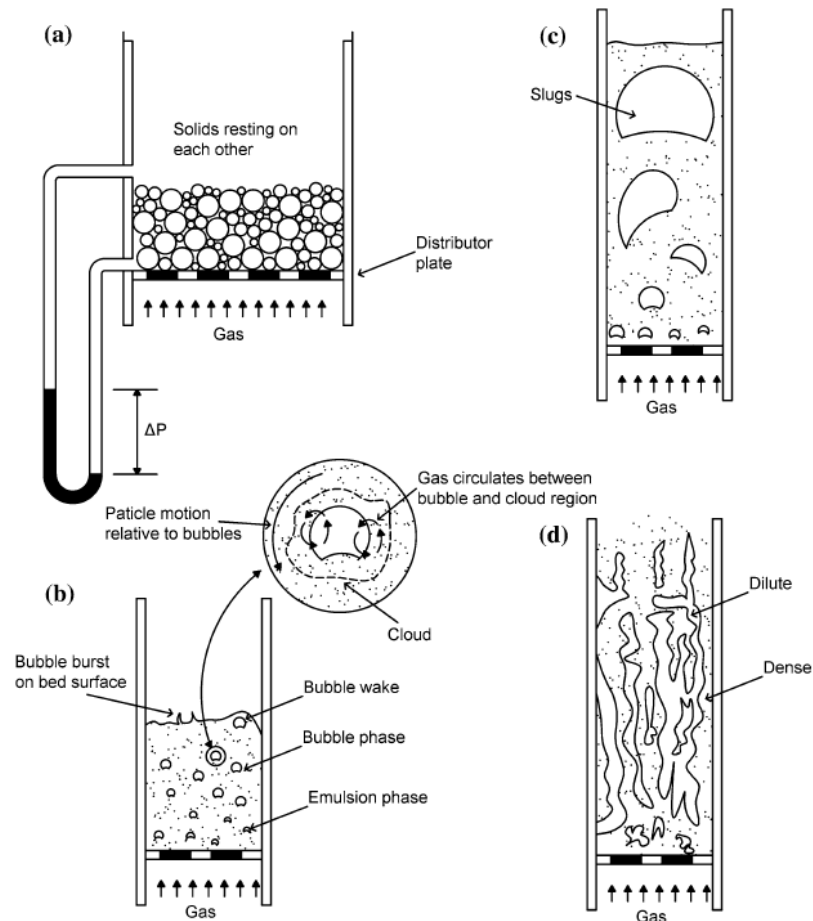 (a)
Solids resting on
each other
Distributor
plate
Gas
ΔP
(c)
Slugs
Gas
Gas circulates between
bubble and cloud region
Paticle motion
relative to bubbles
Cloud
(b)
Bubble burst
on bed surface
Bubble wake
Bubble phase
Emulsion phase
Gas
(d)
Dilute
Dense
Gas